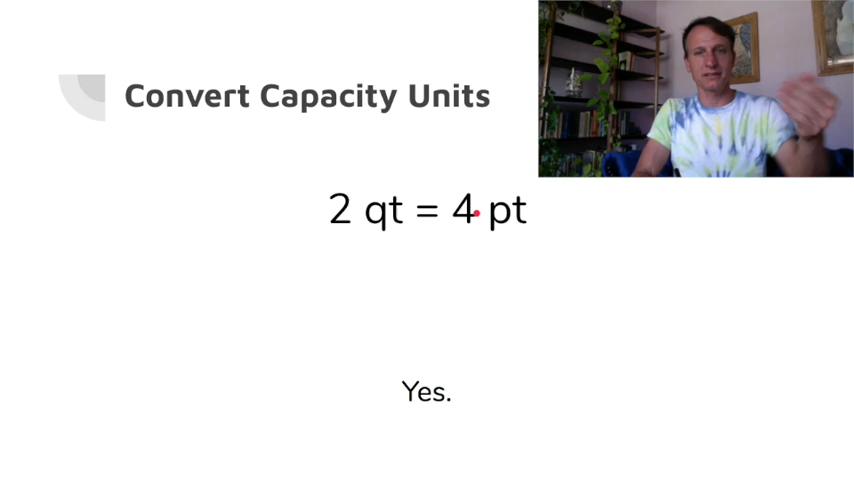 Convert Capacity Units
2 qt = 4 pt
Yes.